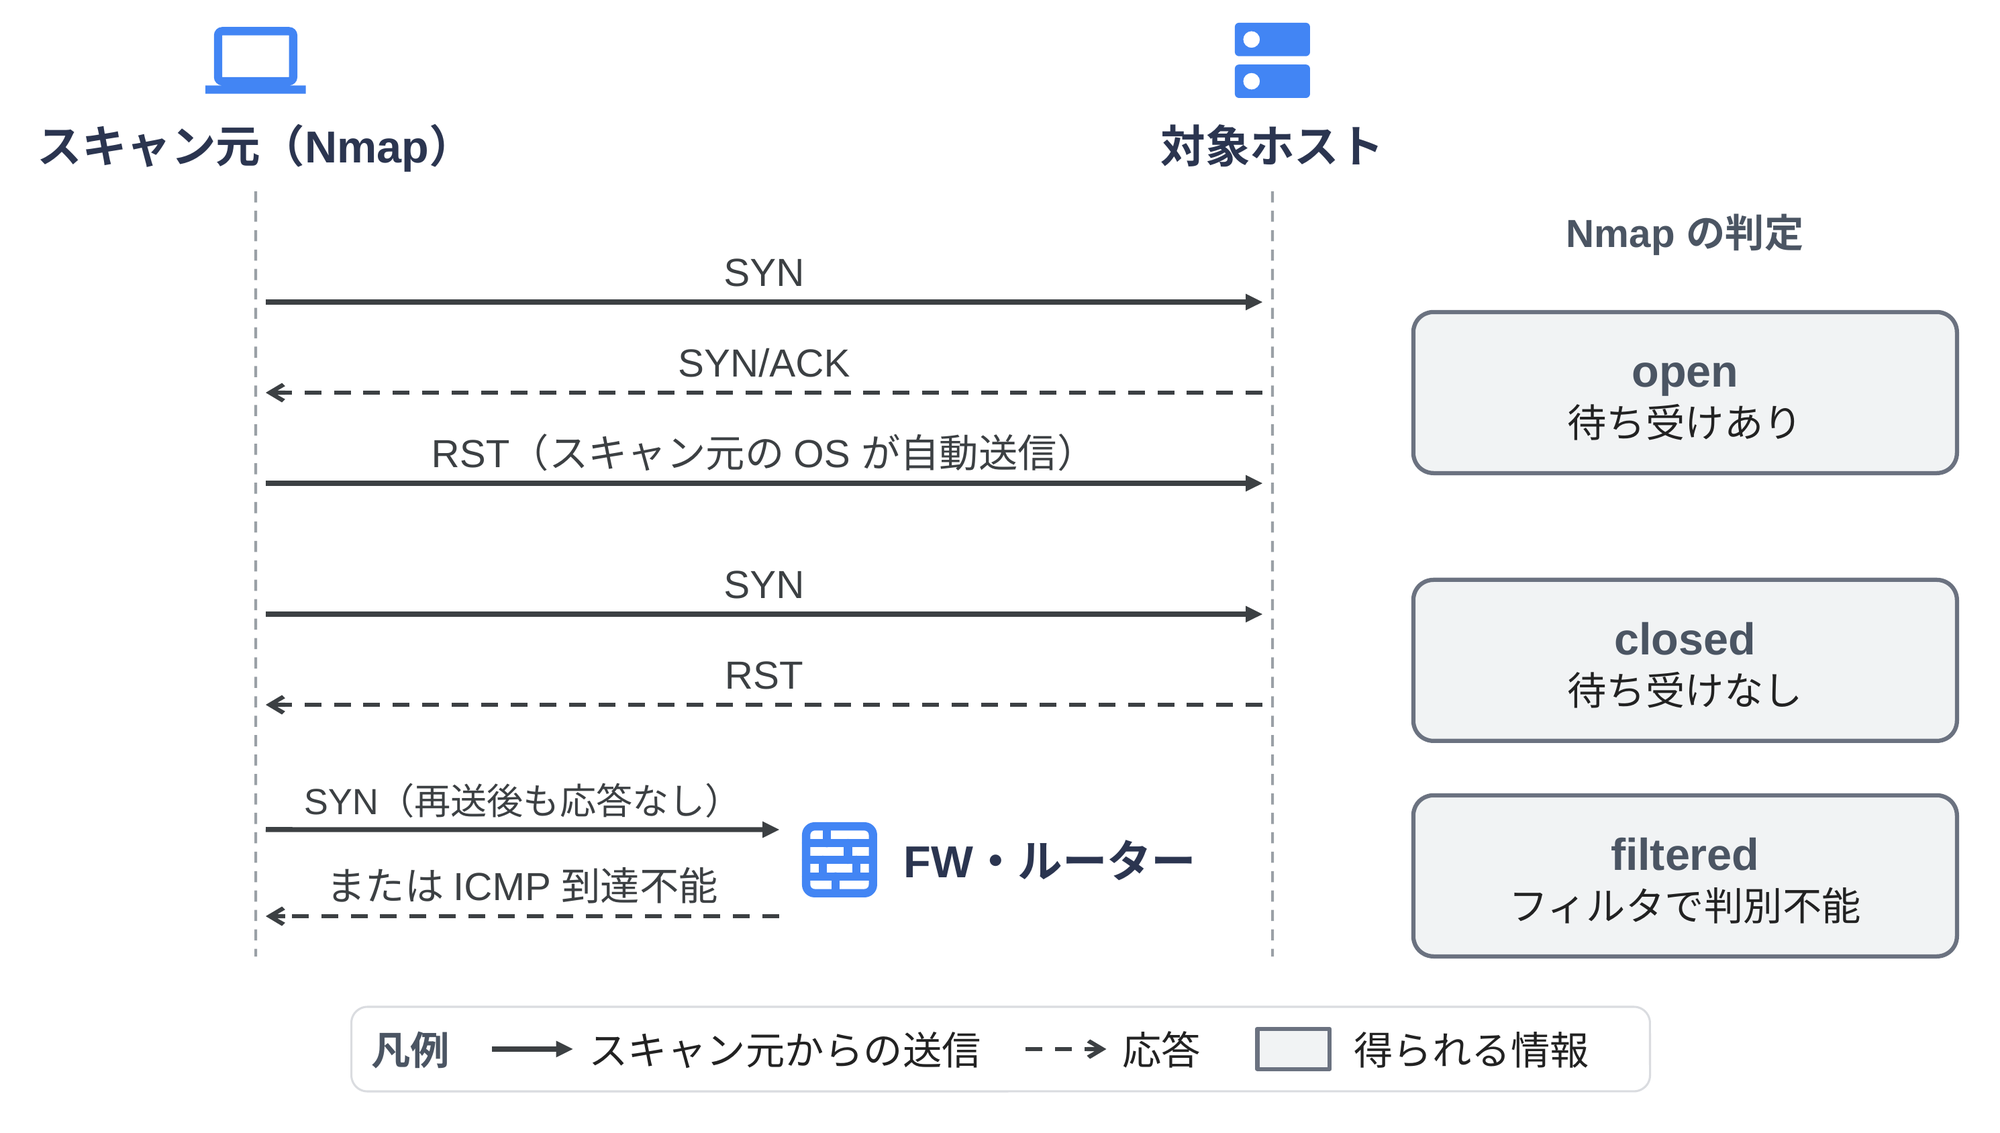 スキャン元（Nmap）
対象ホスト
Nmap の判定
SYN
SYN/ACK
RST（スキャン元の OS が自動送信）
open
待ち受けあり
SYN
RST
closed
待ち受けなし
SYN（再送後も応答なし）
または ICMP 到達不能
FW・ルーター
filtered
フィルタで判別不能
凡例
スキャン元からの送信
応答
得られる情報